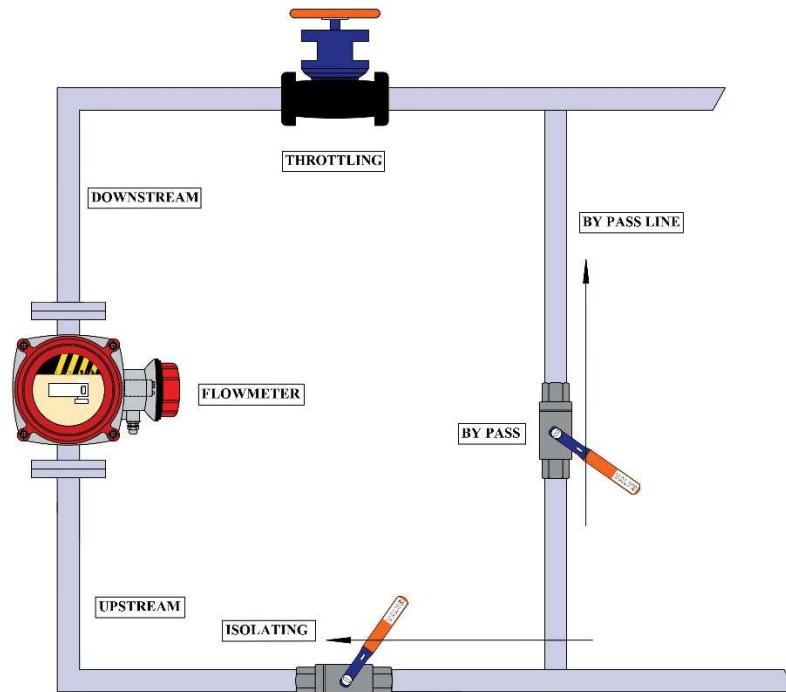 THROTTLING
DOWNSTREAM
BY PASS LINE
FLOWMETER
BY PASS
UPSTREAM
ISOLATING